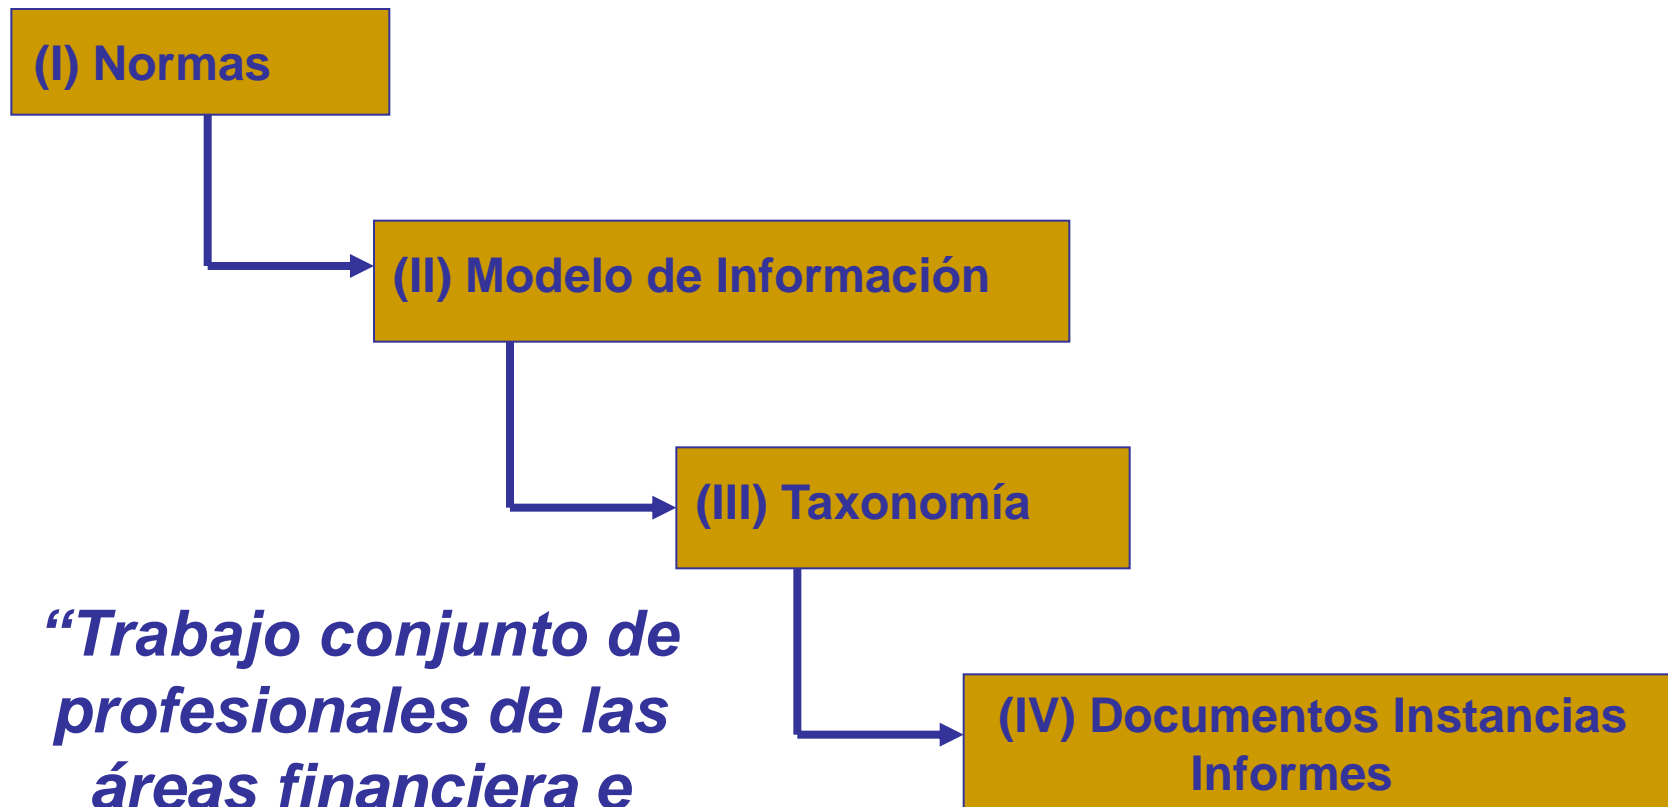 (I) Normas
(II) Modelo de Información
(III) Taxonomía
“Trabajo conjunto de
profesionales de las
áreas financiera e
(IV) Documentos Instancias
Informes